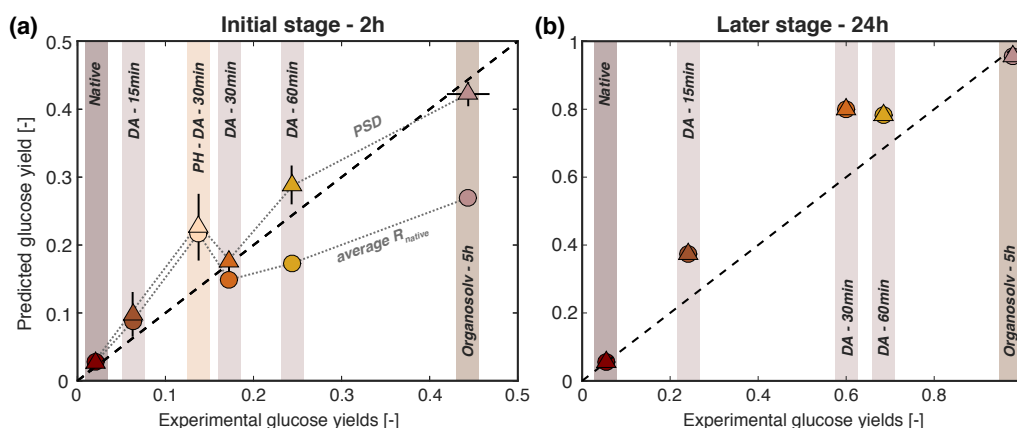 (a) Initial stage - 2h
Predicted glucose yield [-]
0.5
0.4
0.3
0.2
0.1
0
0 0.1 0.2 0.3 0.4 0.5
Experimental glucose yields [-]
Native
DA - 15min
PH - DA - 30min
DA - 30min
DA - 60min
Organosolv - 5h
PSD
average R_native
(b) Later stage - 24h
1
0.8
0.6
0.4
0.2
0
0 0.2 0.4 0.6 0.8
Experimental glucose yields [-]
Native
DA - 15min
DA - 30min
DA - 60min
Organosolv - 5h